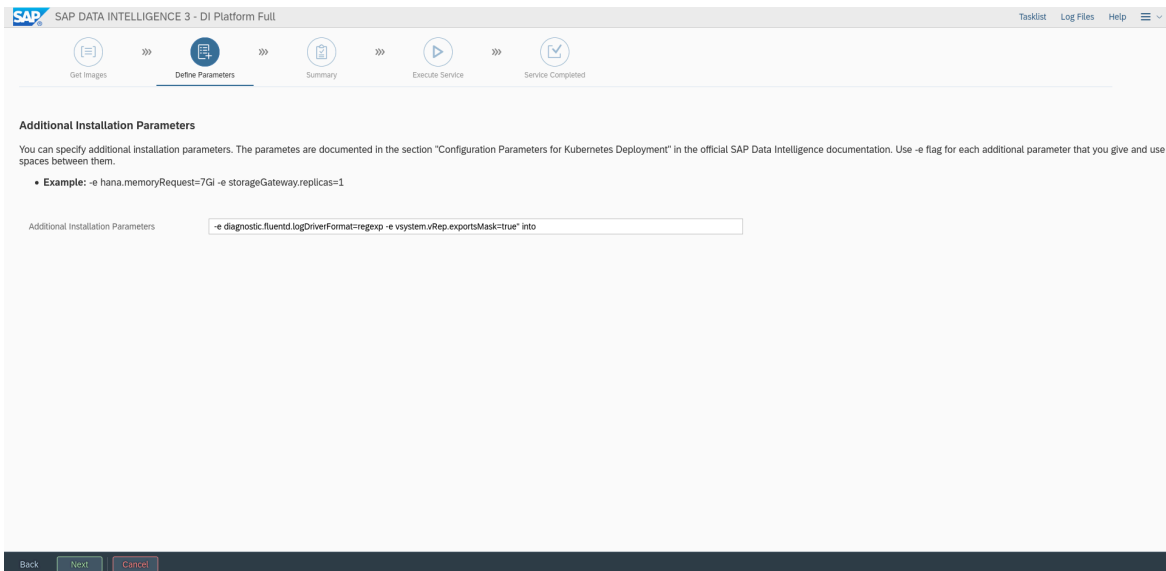 SAP SAP DATA INTELLIGENCE 3 - DI Platform Full Tasklist Log Files Help
Get Images Define Parameters Summary Execute Service Service Completed
Additional Installation Parameters
You can specify additional installation parameters. The parametes are documented in the section "Configuration Parameters for Kubernetes Deployment" in the official SAP Data Intelligence documentation. Use -e flag for each additional parameter that you give and use
spaces between them.
• Example: -e hana.memoryRequest=7Gi -e storageGateway.replicas=1
Additional Installation Parameters -e diagnostic.fluentd.logDriverFormat=regexp -e vsystem.vRep.exportsMask=true" into
Back Next Cancel